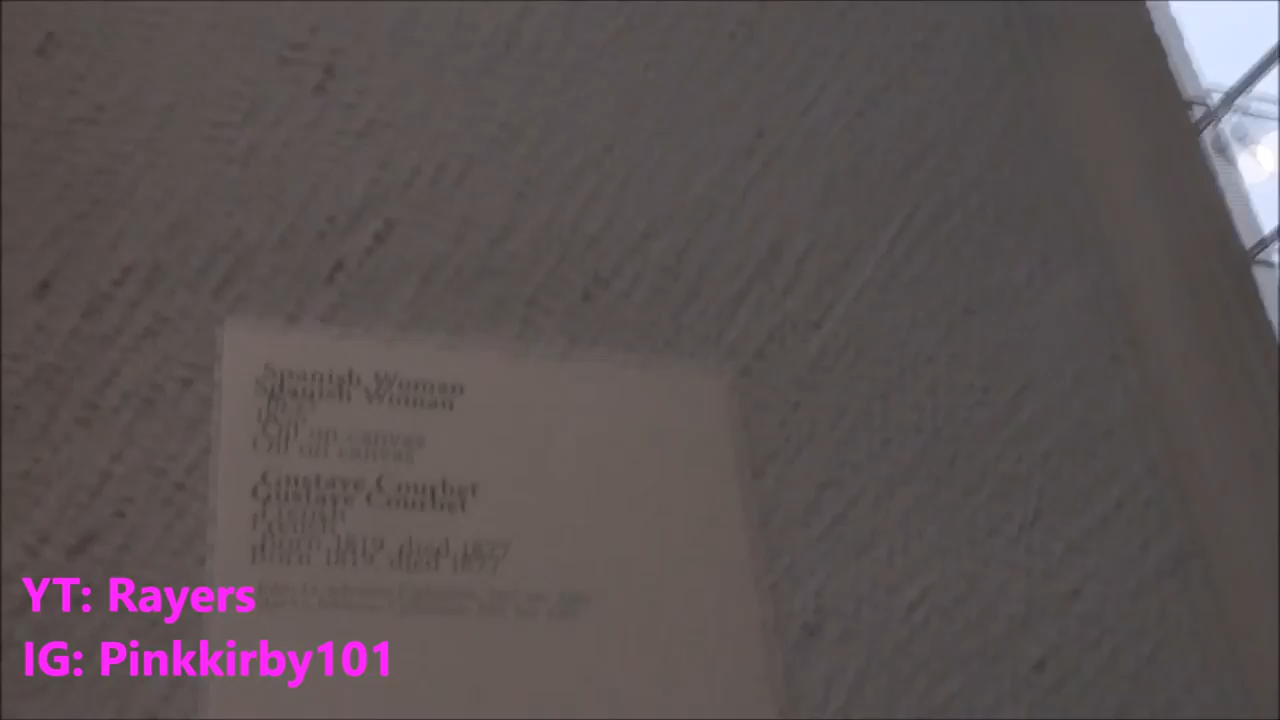 Spanish Woman
Oil on canvas
Gustave Courbet
French
Born 1819, died 1877
YT: Rayers
IG: Pinkkirby101